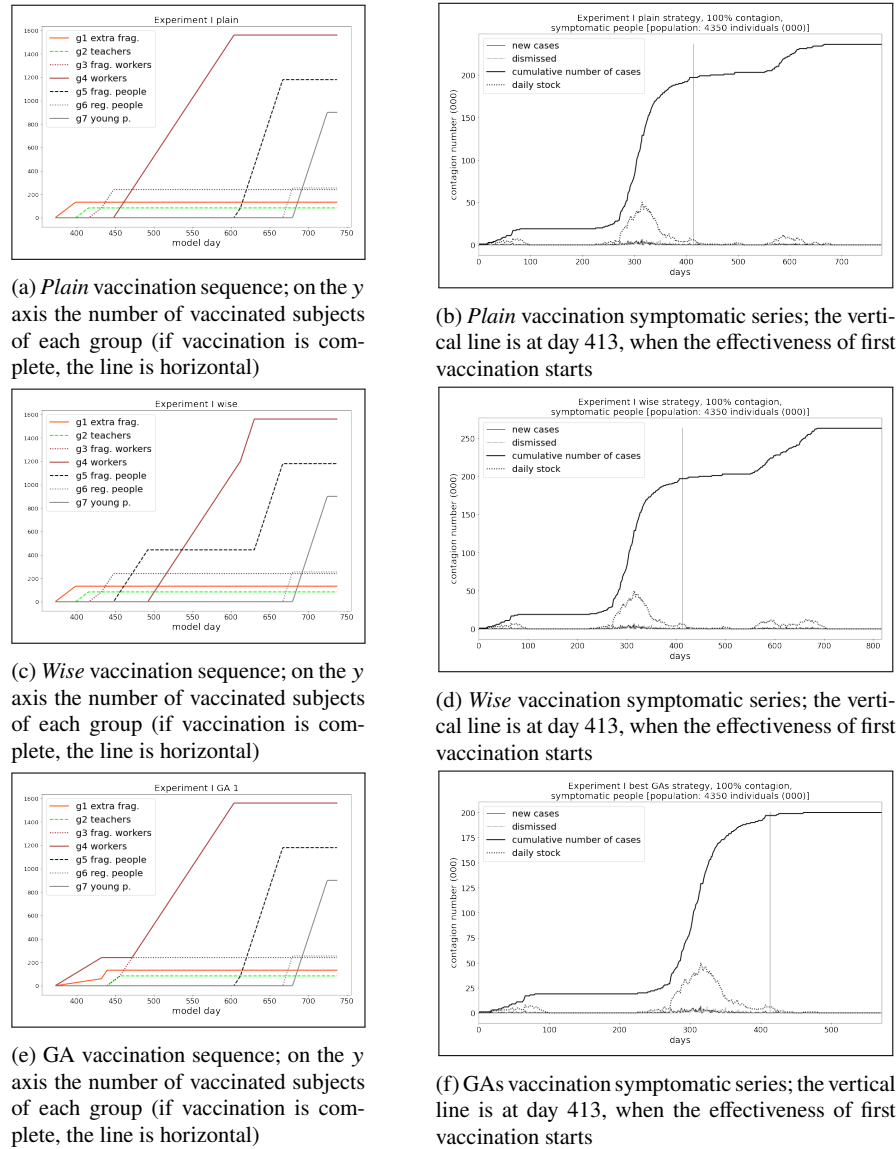 Experiment I plain
g1 extra frag.
g2 teachers
g3 frag. workers
g4 workers
g5 frag. people
g6 reg. people
g7 young p.
1600
1400
1200
1000
800
600
400
200
0
400 450 500 550 600 650 700 750
model day
(a) Plain vaccination sequence; on the y
axis the number of vaccinated subjects
of each group (if vaccination is com-
plete, the line is horizontal)
Experiment I plain strategy, 100% contagion,
symptomatic people [population: 4350 individuals (000)]
new cases
dismissed
cumulative number of cases
daily stock
contagion number (000)
200
150
100
50
0
0 100 200 300 400 500 600 700
days
(b) Plain vaccination symptomatic series; the verti-
cal line is at day 413, when the effectiveness of first
vaccination starts
Experiment I wise
g1 extra frag.
g2 teachers
g3 frag. workers
g4 workers
g5 frag. people
g6 reg. people
g7 young p.
1600
1400
1200
1000
800
600
400
200
0
400 450 500 550 600 650 700 750
model day
(c) Wise vaccination sequence; on the y
axis the number of vaccinated subjects
of each group (if vaccination is com-
plete, the line is horizontal)
Experiment I wise strategy, 100% contagion,
symptomatic people [population: 4350 individuals (000)]
new cases
dismissed
cumulative number of cases
daily stock
contagion number (000)
250
200
150
100
50
0
0 100 200 300 400 500 600 700 800
days
(d) Wise vaccination symptomatic series; the verti-
cal line is at day 413, when the effectiveness of first
vaccination starts
Experiment I GA 1
g1 extra frag.
g2 teachers
g3 frag. workers
g4 workers
g5 frag. people
g6 reg. people
g7 young p.
1600
1400
1200
1000
800
600
400
200
0
400 450 500 550 600 650 700 750
model day
(e) GA vaccination sequence; on the y
axis the number of vaccinated subjects
of each group (if vaccination is com-
plete, the line is horizontal)
Experiment I best GAs strategy, 100% contagion,
symptomatic people [population: 4350 individuals (000)]
new cases
dismissed
cumulative number of cases
daily stock
contagion number (000)
200
175
150
125
100
75
50
25
0
0 100 200 300 400 500
days
(f) GAs vaccination symptomatic series; the vertical
line is at day 413, when the effectiveness of first
vaccination starts